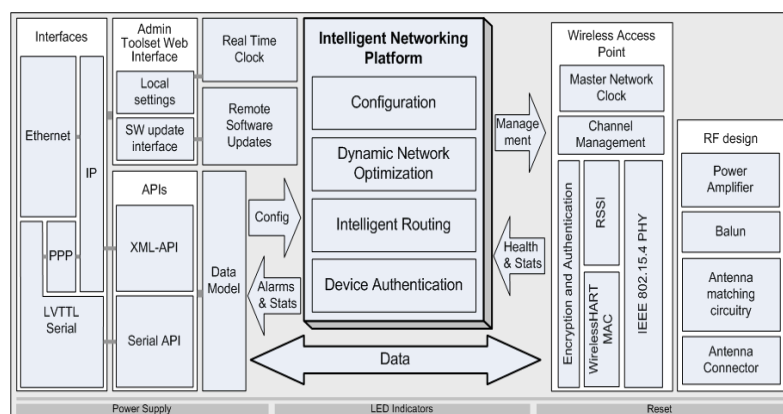 Interfaces
Ethernet
IP
PPP
LVTTL
Serial
Admin
Toolset Web
Interface
Local
settings
SW update
interface
Real Time
Clock
Remote
Software
Updates
APIs
XML-API
Serial API
Data
Model
Config
Alarms
& Stats
Intelligent Networking
Platform
Configuration
Dynamic Network
Optimization
Intelligent Routing
Device Authentication
Manage
ment
Health
& Stats
Data
Wireless Access
Point
Master Network
Clock
Channel
Management
Encryption and Authentication
RSSI
WirelessHART
MAC
IEEE 802.15.4 PHY
RF design
Power
Amplifier
Balun
Antenna
matching
circuitry
Antenna
Connector
Power Supply
LED Indicators
Reset